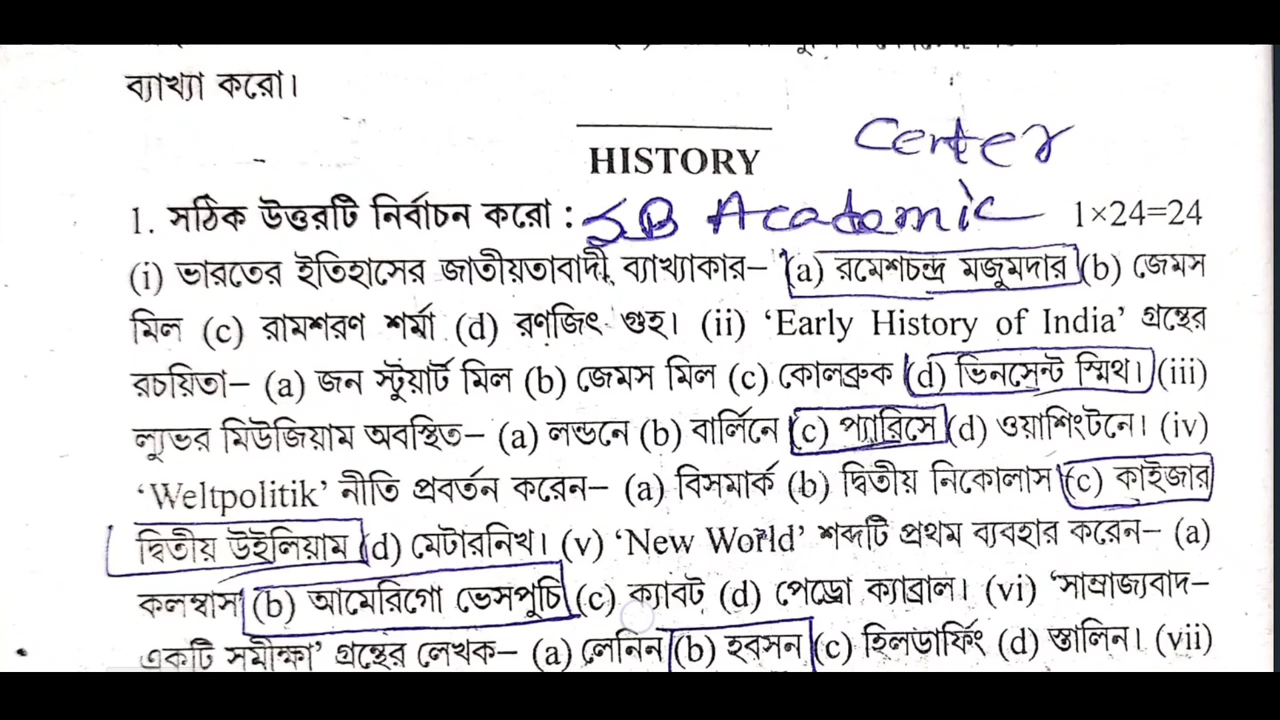 ব্যাখ্যা করো।
Center
HISTORY
1. সঠিক উত্তরটি নির্বাচন করো : SB Academic 1×24=24
(i) ভারতের ইতিহাসের জাতীয়তাবাদী ব্যাখ্যাকার– (a) রমেশচন্দ্র মজুমদার (b) জেমস
মিল (c) রামশরণ শর্মা (d) রণজিৎ গুহ। (ii) ‘Early History of India’ গ্রন্থের
রচয়িতা– (a) জন স্টুয়ার্ট মিল (b) জেমস মিল (c) কোলব্রুক (d) ভিনসেন্ট স্মিথ। (iii)
ল্যুভর মিউজিয়াম অবস্থিত– (a) লন্ডনে (b) বার্লিনে (c) প্যারিসে (d) ওয়াশিংটনে। (iv)
‘Weltpolitik’ নীতি প্রবর্তন করেন– (a) বিসমার্ক (b) দ্বিতীয় নিকোলাস (c) কাইজার
দ্বিতীয় উইলিয়াম (d) মেটারনিখ। (v) ‘New World’ শব্দটি প্রথম ব্যবহার করেন– (a)
কলম্বাস (b) আমেরিগো ভেসপুচি (c) ক্যাবট (d) পেড্রো ক্যাব্রাল। (vi) ‘সাম্রাজ্যবাদ–
একটি সমীক্ষা’ গ্রন্থের লেখক– (a) লেনিন (b) হবসন (c) হিলডার্ফিং (d) স্তালিন। (vii)